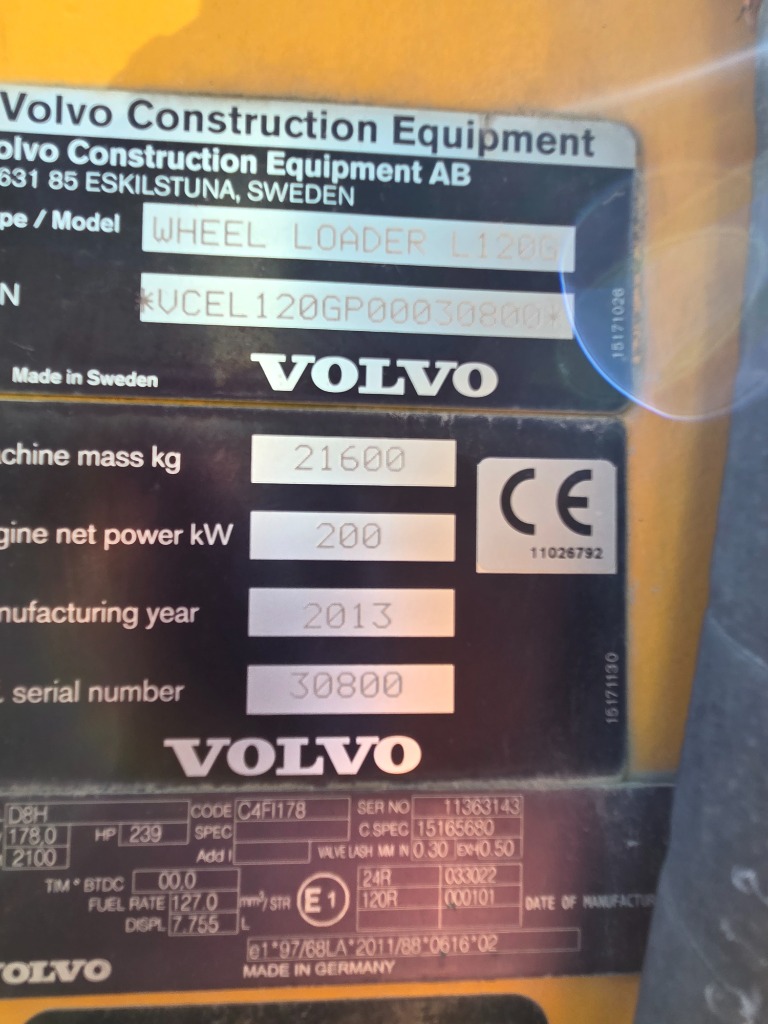 Volvo Construction Equipment
olvo Construction Equipment AB
631 85 ESKILSTUNA, SWEDEN
pe / Model WHEEL LOADER L120G
N *VCEL120GP00030800*
15171026
Made in Sweden VOLVO
chine mass kg 21600
CE
gine net power kW 200
11026792
nufacturing year 2013
. serial number 30800
15171130
VOLVO
D8H CODE C4FI178 SER NO 11363143
178,0 HP 239 SPEC C.SPEC 15165680
2100 Add I VALVE LASH MM IN 0.30 EXH 0.50
TIM ° BTDC 00,0 E1 24R 033022
FUEL RATE 127.0 mm³/STR 120R 000101 DATE OF MANUFACTUR
DISPL 7.755 L
e1*97/68LA*2011/88*0616*02
OLVO MADE IN GERMANY